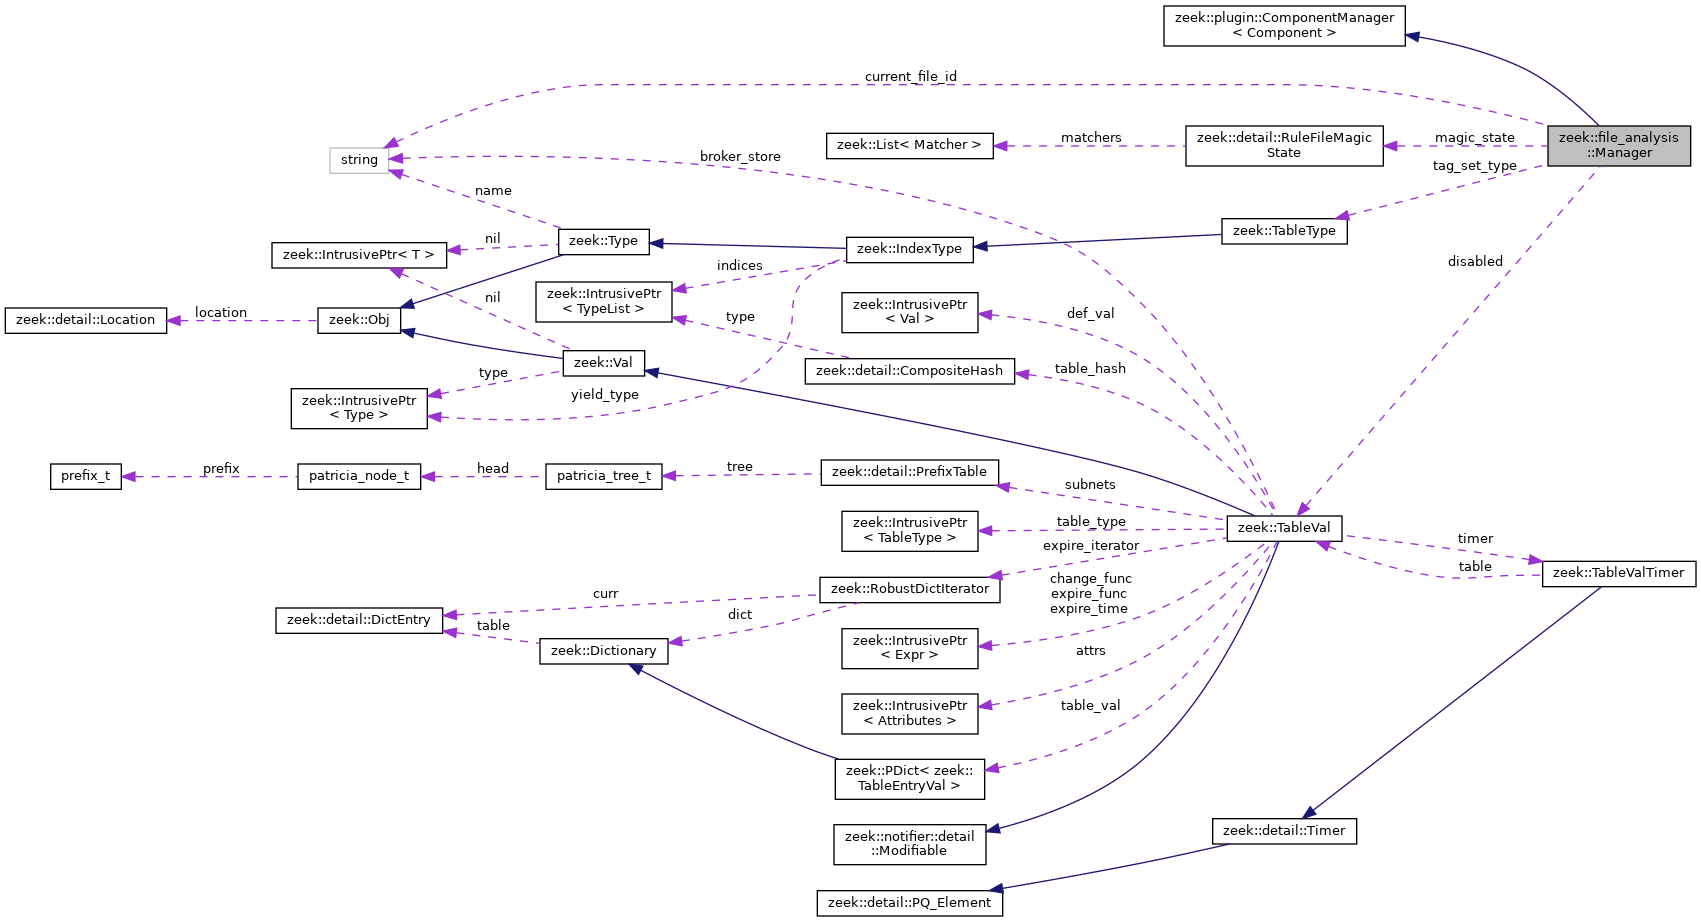 zeek::plugin::ComponentManager
< Component >
current_file_id
zeek::file_analysis
::Manager
magic_state
zeek::detail::RuleFileMagic
State
matchers
zeek::List< Matcher >
string
broker_store
tag_set_type
name
zeek::TableType
zeek::Type
nil
zeek::IndexType
zeek::IntrusivePtr< T >
disabled
indices
zeek::IntrusivePtr
< TypeList >
nil
zeek::IntrusivePtr
< Val >
def_val
zeek::detail::Location
location
zeek::Obj
type
zeek::Val
zeek::detail::CompositeHash
table_hash
type
yield_type
zeek::IntrusivePtr
< Type >
prefix_t
prefix
patricia_node_t
head
patricia_tree_t
tree
zeek::detail::PrefixTable
subnets
zeek::IntrusivePtr
< TableType >
table_type
zeek::TableVal
timer
table
zeek::TableValTimer
expire_iterator
zeek::RobustDictIterator
change_func
expire_func
expire_time
curr
dict
zeek::detail::DictEntry
table
zeek::Dictionary
zeek::IntrusivePtr
< Expr >
attrs
zeek::IntrusivePtr
< Attributes >
table_val
zeek::PDict< zeek::
TableEntryVal >
zeek::notifier::detail
::Modifiable
zeek::detail::Timer
zeek::detail::PQ_Element